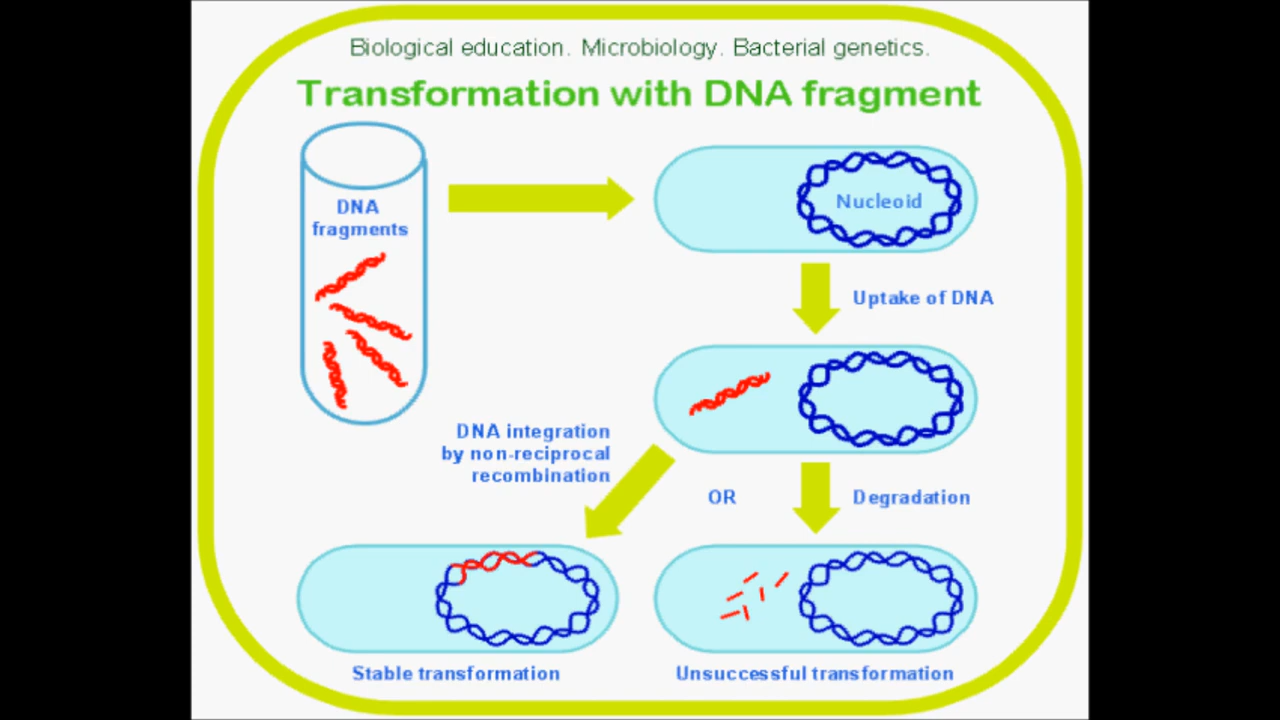 Biological education. Microbiology. Bacterial genetics.
Transformation with DNA fragment
DNA
fragments
Nucleoid
Uptake of DNA
DNA integration
by non-reciprocal
recombination
OR
Degradation
Stable transformation
Unsuccessful transformation